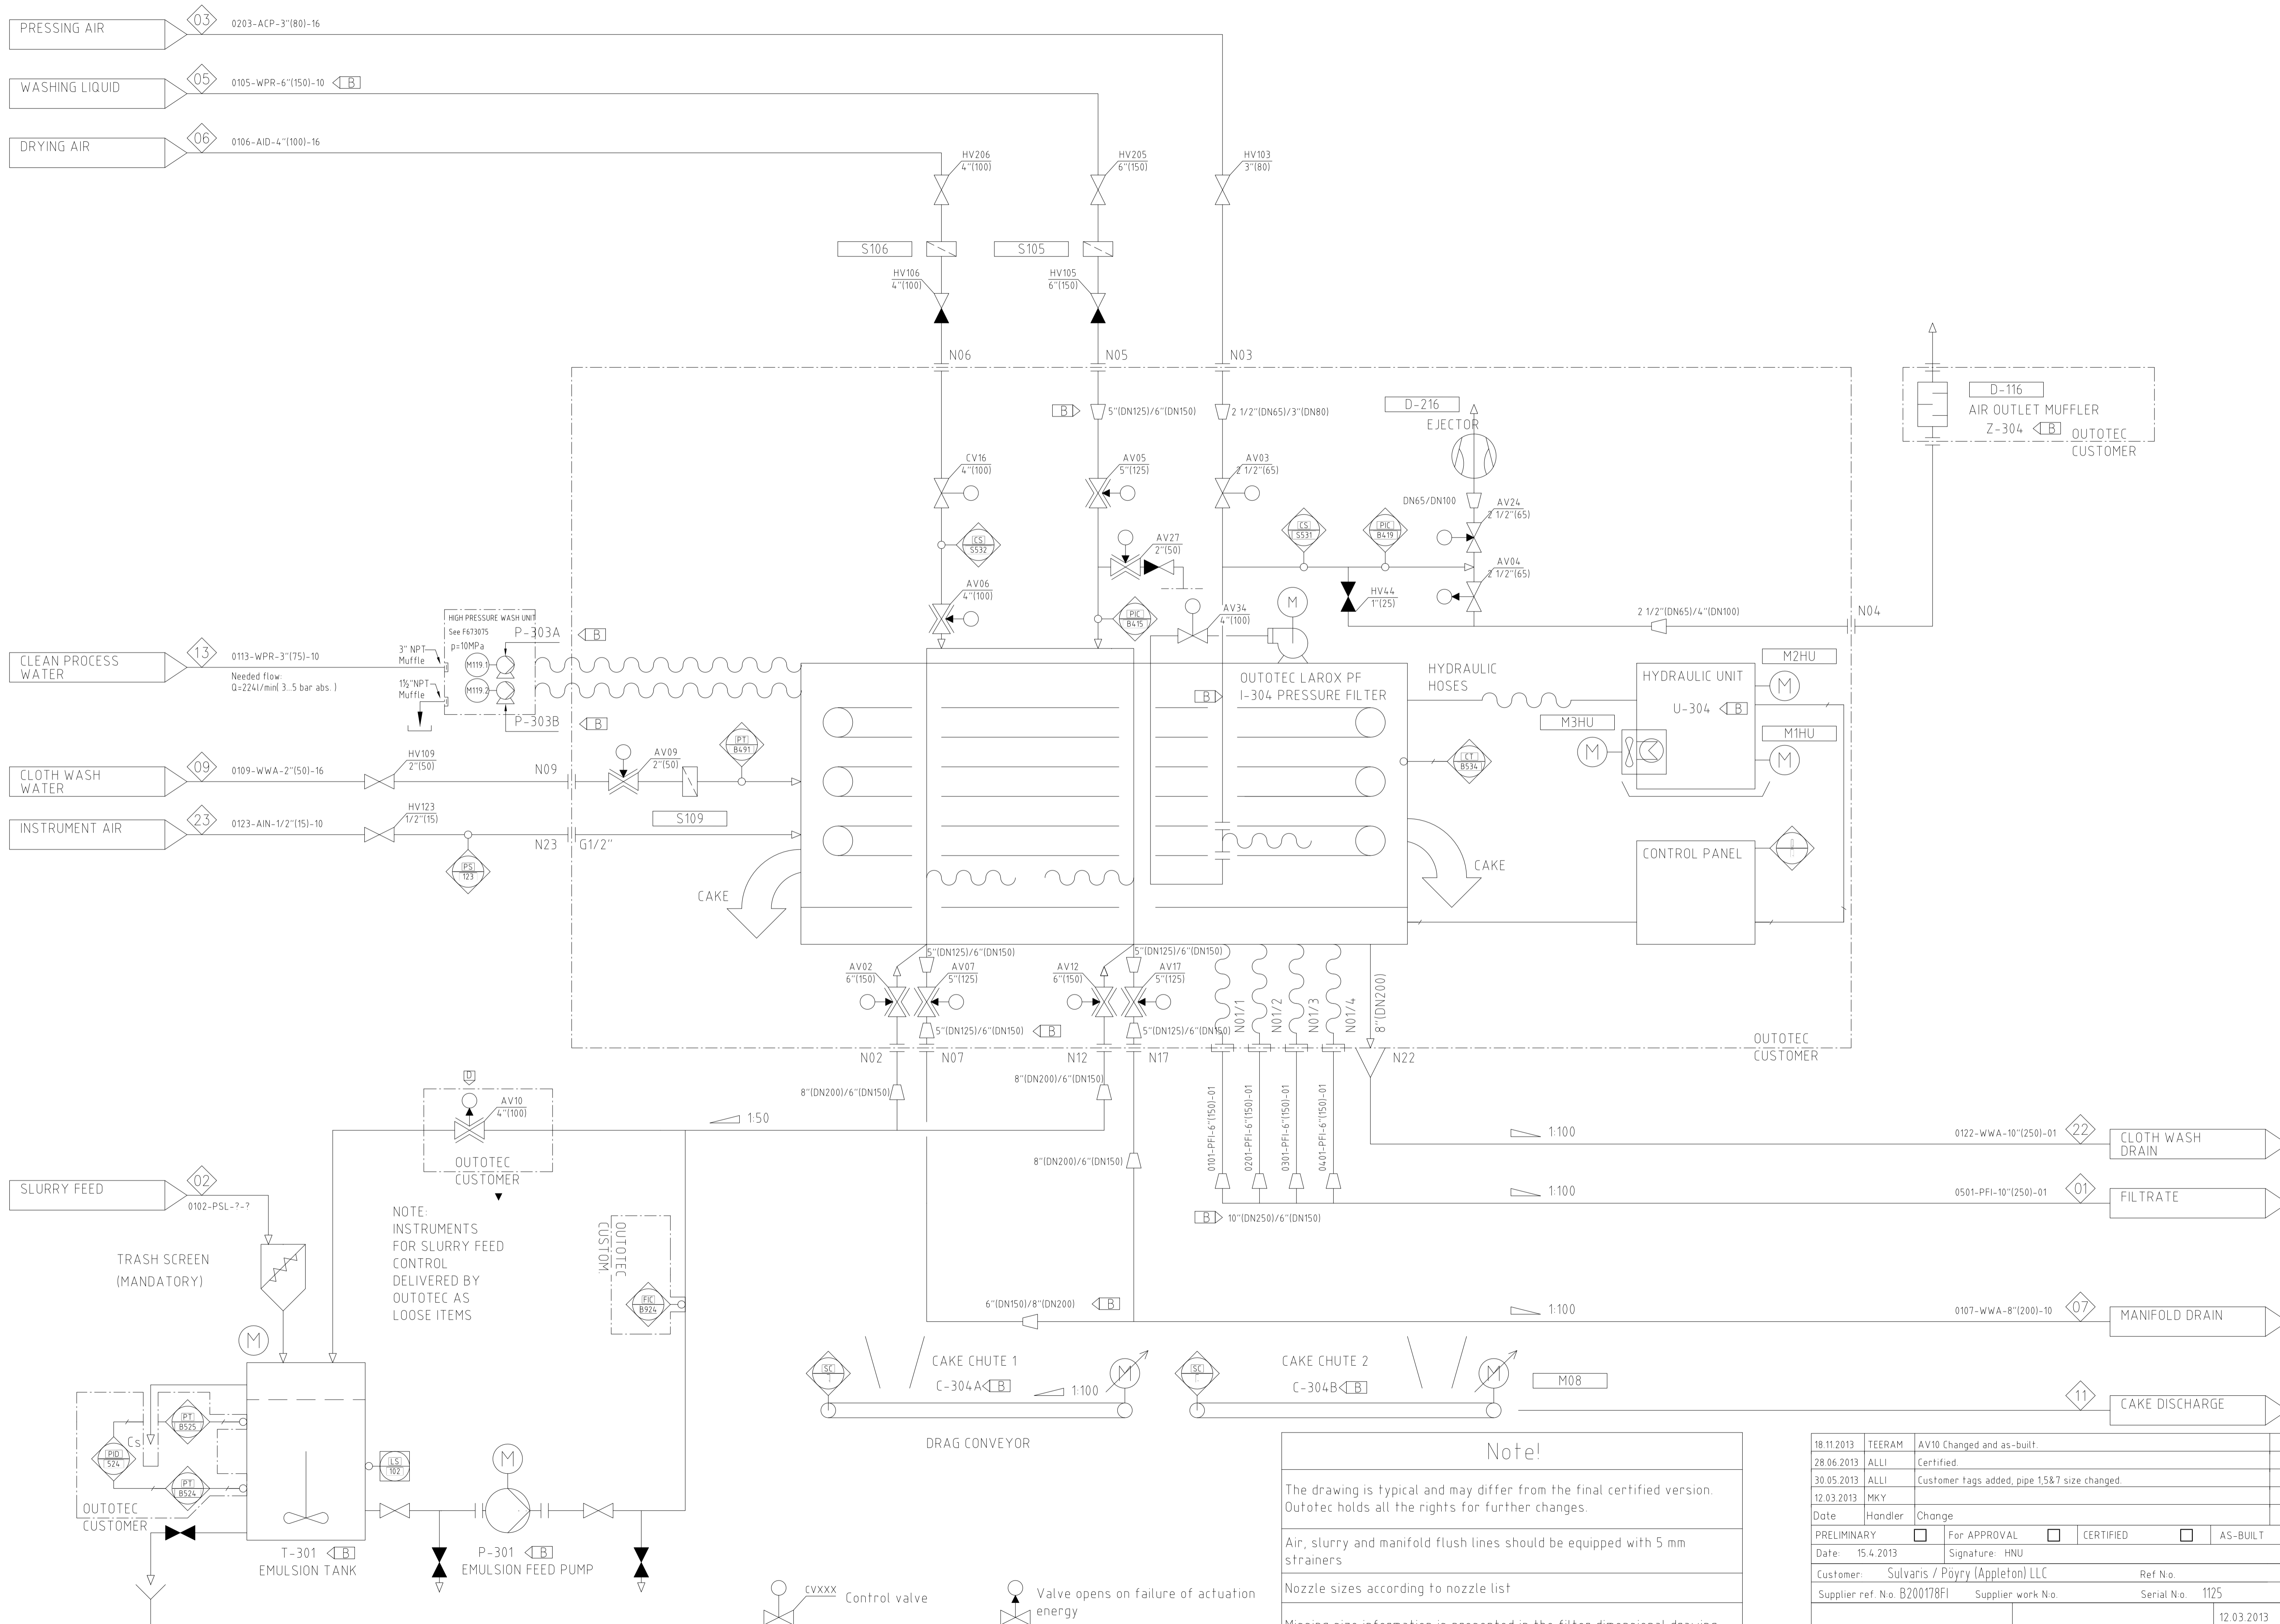 PRESSING AIR
03
0203-ACP-3"(80)-16
WASHING LIQUID
05
0105-WPR-6"(150)-10
B
DRYING AIR
06
0106-AID-4"(100)-16
HV206
4"(100)
HV205
6"(150)
HV103
3"(80)
S106
S105
HV106
4"(100)
HV105
6"(150)
N06
N05
N03
B
5"(DN125)/6"(DN150)
2 1/2"(DN65)/3"(DN80)
D-216
EJECTOR
D-116
AIR OUTLET MUFFLER
Z-304
B
OUTOTEC
CUSTOMER
CV16
4"(100)
AV05
5"(125)
AV03
2 1/2"(65)
DN65/DN100
AV24
2 1/2"(65)
CS
S532
CS
S531
PIC
B419
AV27
2"(50)
AV04
2 1/2"(65)
AV06
4"(100)
HV44
1"(25)
PIC
B415
AV34
4"(100)
M
2 1/2"(DN65)/4"(DN100)
N04
HIGH PRESSURE WASH UNIT
See F673075
p=10MPa
P-303A
B
M119.1
M119.2
P-303B
B
3" NPT
Muffle
1½"NPT
Muffle
CLEAN PROCESS
WATER
13
0113-WPR-3"(75)-10
Needed flow:
Q=224l/min( 3...5 bar abs. )
OUTOTEC LAROX PF
B
I-304 PRESSURE FILTER
HYDRAULIC
HOSES
HYDRAULIC UNIT
U-304
B
M2HU
M
M3HU
M
M1HU
M
CLOTH WASH
WATER
09
0109-WWA-2"(50)-16
HV109
2"(50)
N09
AV09
2"(50)
PT
B491
S109
CT
B534
INSTRUMENT AIR
23
0123-AIN-1/2"(15)-10
HV123
1/2"(15)
N23
G1/2"
PS
123
CAKE
CAKE
CONTROL PANEL
5"(DN125)/6"(DN150)
5"(DN125)/6"(DN150)
AV02
6"(150)
AV07
5"(125)
AV12
6"(150)
AV17
5"(125)
5"(DN125)/6"(DN150)
B
5"(DN125)/6"(DN150)
N01/1
N01/2
N01/3
N01/4
8"(DN200)
N02
N07
N12
N17
N22
OUTOTEC
CUSTOMER
D
AV10
4"(100)
OUTOTEC
CUSTOMER
8"(DN200)/6"(DN150)
8"(DN200)/6"(DN150)
1:50
8"(DN200)/6"(DN150)
0101-PFI-6"(150)-01
0201-PFI-6"(150)-01
0301-PFI-6"(150)-01
0401-PFI-6"(150)-01
1:100
0122-WWA-10"(250)-01
22
CLOTH WASH
DRAIN
1:100
0501-PFI-10"(250)-01
01
FILTRATE
B
10"(DN250)/6"(DN150)
SLURRY FEED
02
0102-PSL-?-?
TRASH SCREEN
(MANDATORY)
NOTE:
INSTRUMENTS
FOR SLURRY FEED
CONTROL
DELIVERED BY
OUTOTEC AS
LOOSE ITEMS
OUTOTEC
CUSTOM.
FIC
B924
6"(DN150)/8"(DN200)
B
1:100
0107-WWA-8"(200)-10
07
MANIFOLD DRAIN
M
SC
CAKE CHUTE 1
C-304A
B
1:100
M
SC
CAKE CHUTE 2
C-304B
B
M
M08
11
CAKE DISCHARGE
DRAG CONVEYOR
PT
B525
Cs
PID
524
PT
B524
LS
102
M
OUTOTEC
CUSTOMER
T-301
B
EMULSION TANK
P-301
B
EMULSION FEED PUMP
CVXXX
Control valve
Valve opens on failure of actuation
energy
Note!
The drawing is typical and may differ from the final certified version.
Outotec holds all the rights for further changes.
Air, slurry and manifold flush lines should be equipped with 5 mm
strainers
Nozzle sizes according to nozzle list
Missing size information is presented in the filter dimensional drawing
18.11.2013 TEERAM AV10 Changed and as-built.
28.06.2013 ALLI Certified.
30.05.2013 ALLI Customer tags added, pipe 1,5&7 size changed.
12.03.2013 MKY
Date Handler Change
PRELIMINARY For APPROVAL CERTIFIED AS-BUILT
Date: 15.4.2013 Signature: HNU
Customer: Sulvaris / Pöyry (Appleton) LLC Ref No.
Supplier ref. No. B200178FI Supplier work No. Serial No. 1125
12.03.2013